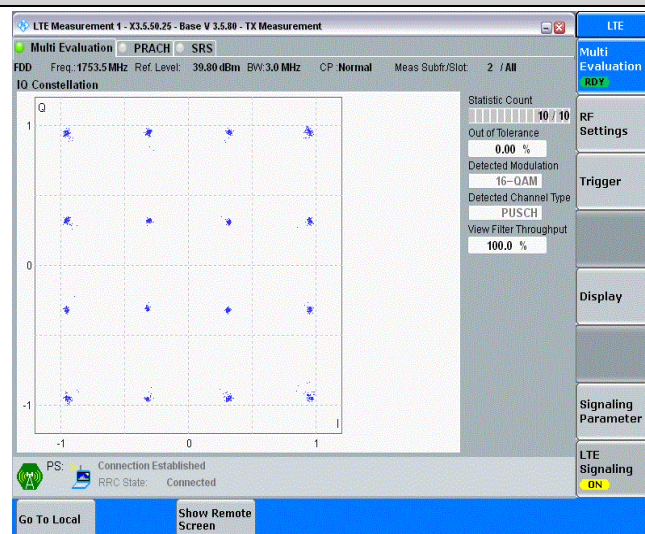 LTE Measurement 1 - X3.5.50.25 - Base V 3.5.80 - TX Measurement
LTE
Multi Evaluation PRACH SRS
Multi
Evaluation
RDY
FDD Freq.: 1753.5 MHz Ref. Level: 39.80 dBm BW: 3.0 MHz CP : Normal Meas Subfr./Slot: 2 / All
IQ Constellation
Q
1
0
-1
-1 0 1
I
Statistic Count
10 / 10
Out of Tolerance
0.00 %
Detected Modulation
16-QAM
Detected Channel Type
PUSCH
View Filter Throughput
100.0 %
RF
Settings
Trigger
Display
Signaling
Parameter
LTE
Signaling
ON
PS: Connection Established
RRC State: Connected
Go To Local
Show Remote
Screen